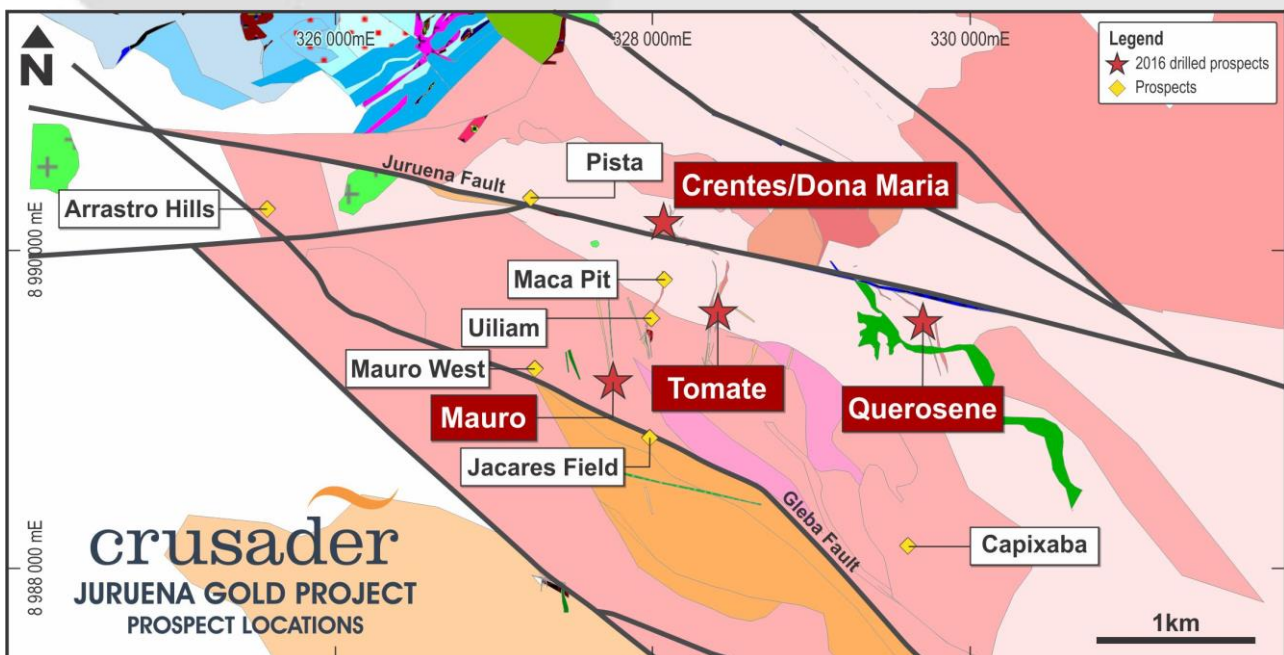 326 000mE
328 000mE
330 000mE
N
Legend
2016 drilled prospects
Prospects
Juruena Fault
Pista
Crentes/Dona Maria
Arrastro Hills
8 990 000 mE
Maca Pit
Uiliam
Mauro West
Mauro
Tomate
Querosene
Jacares Field
Gleba Fault
Capixaba
8 988 000 mE
crusader
JURUENA GOLD PROJECT
PROSPECT LOCATIONS
1km